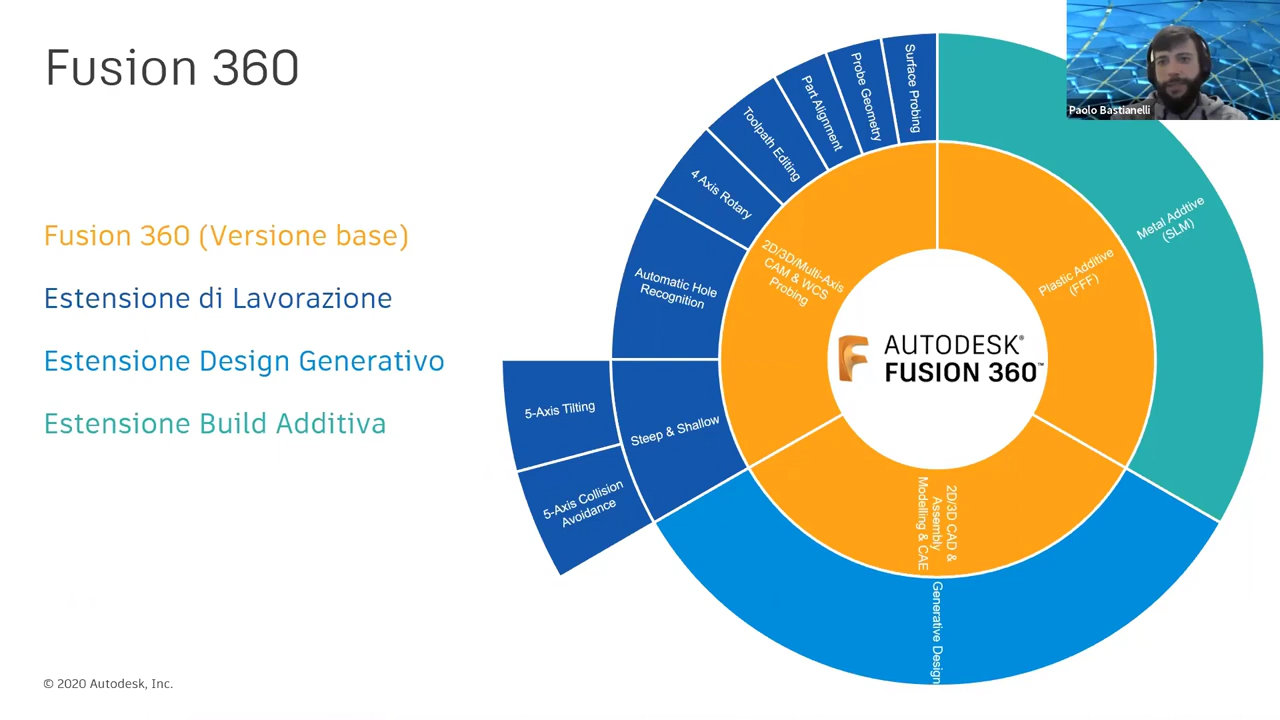 Fusion 360
Fusion 360 (Versione base)
Estensione di Lavorazione
Estensione Design Generativo
Estensione Build Additiva
© 2020 Autodesk, Inc.
Surface Probing
Probe Geometry
Part Alignment
Toolpath Editing
4 Axis Rotary
Automatic Hole
Recognition
Steep & Shallow
5-Axis Tilting
5-Axis Collision
Avoidance
2D/3D/Multi-Axis
CAM & WCS
Probing
Plastic Additive
(FFF)
Metal Addtive
(SLM)
2D/3D CAD &
Assembly
Modelling & CAE
Generative Design
AUTODESK®
FUSION 360™
Paolo Bastianelli